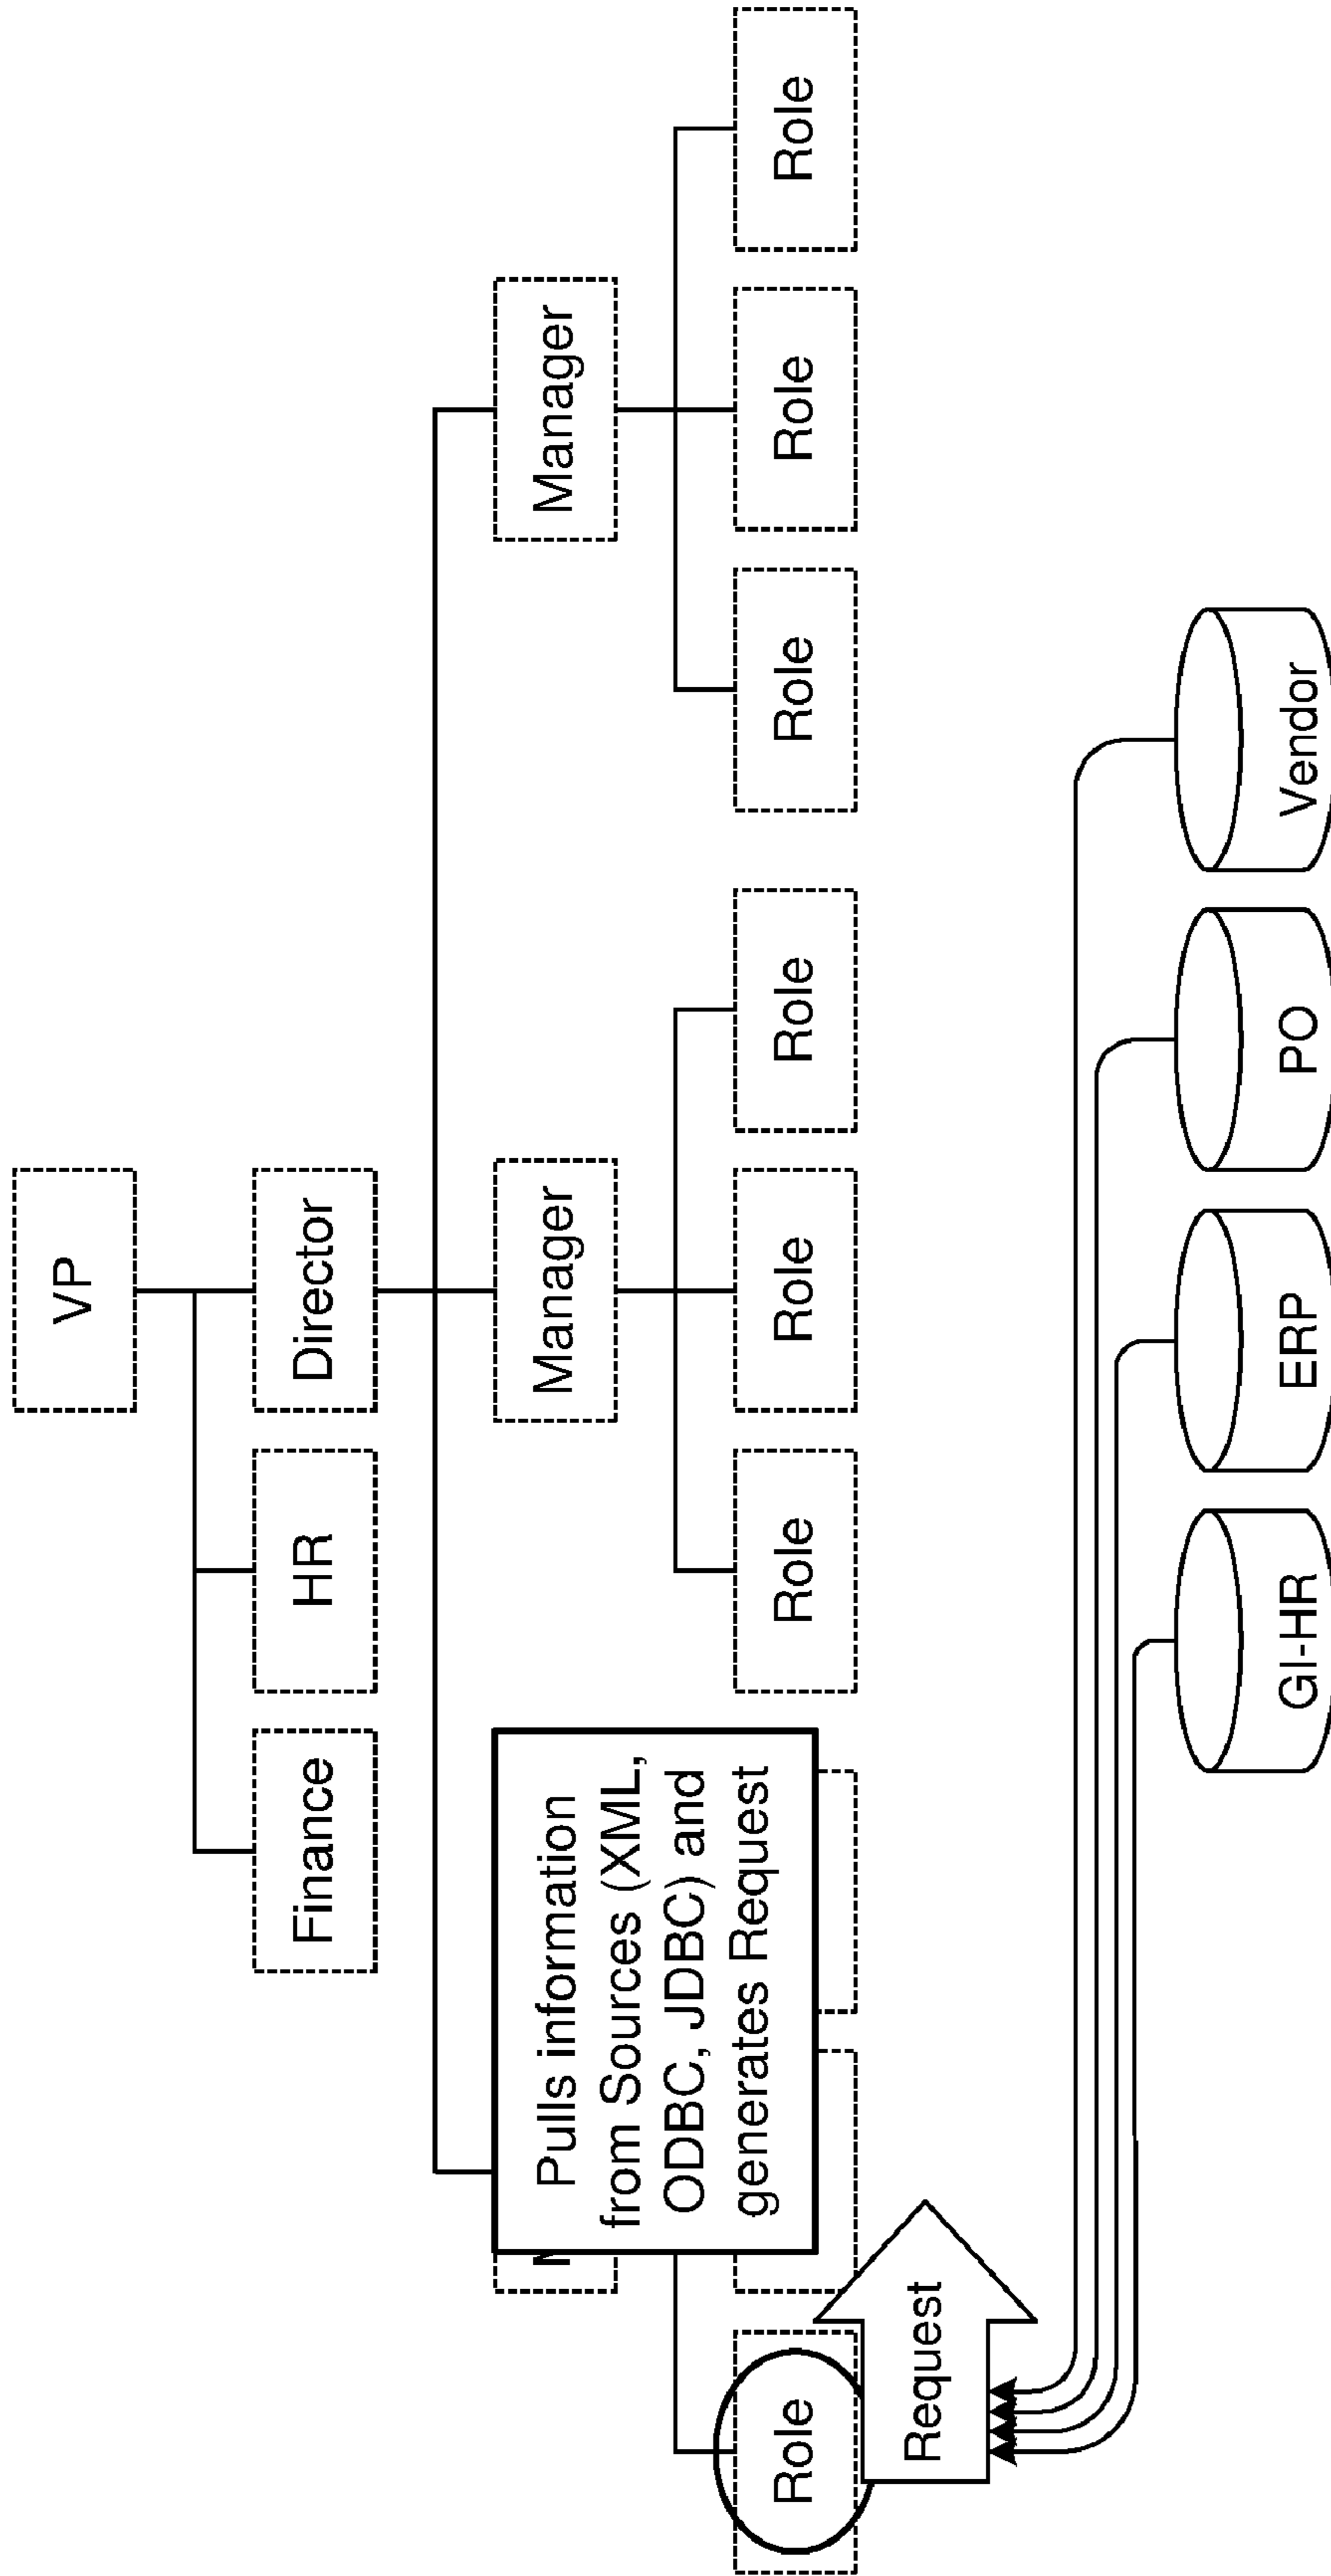 VP
Finance
HR
Director
Pulls information
from Sources (XML,
ODBC, JDBC) and
generates Request
Manager
Manager
Role
Role
Role
Role
Role
Role
Role
Request
GI-HR
ERP
PO
Vendor